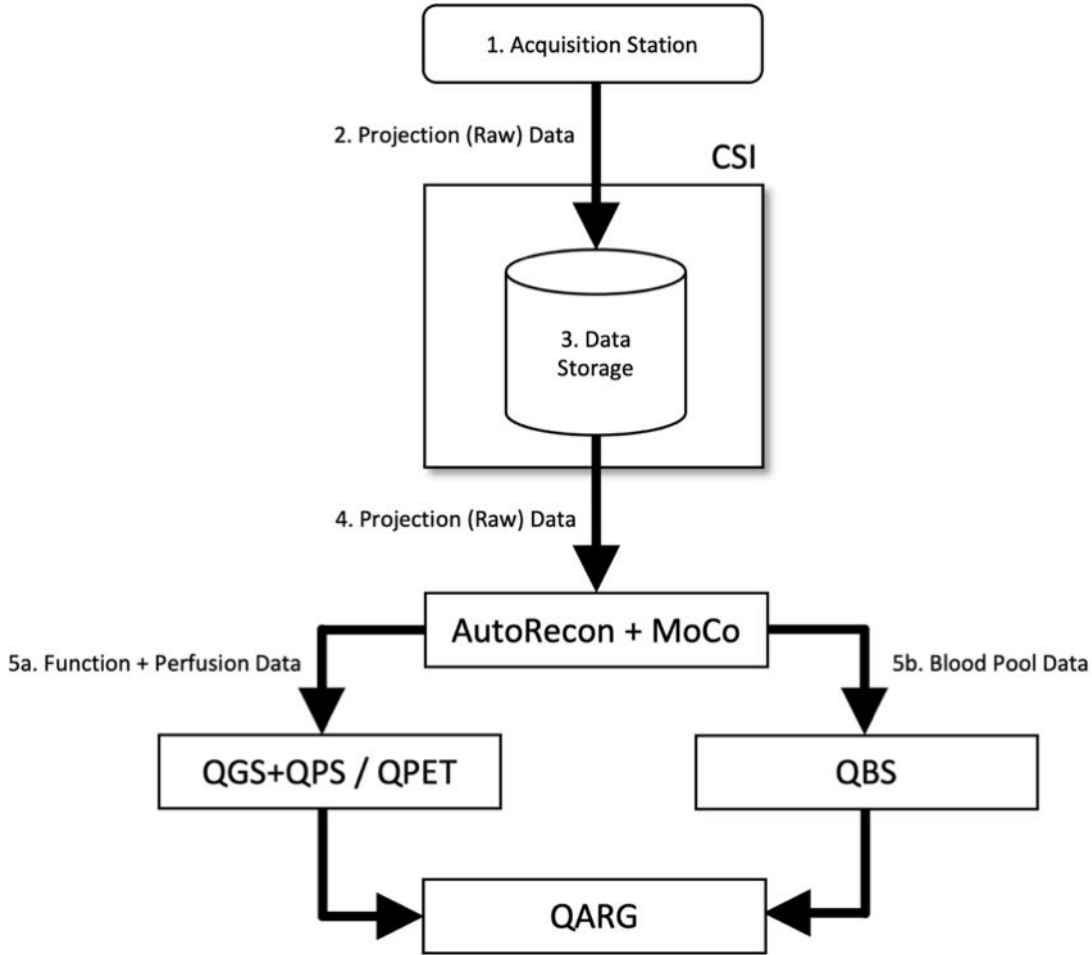 1. Acquisition Station
2. Projection (Raw) Data
CSI
3. Data
Storage
4. Projection (Raw) Data
AutoRecon + MoCo
5a. Function + Perfusion Data
5b. Blood Pool Data
QGS+QPS / QPET
QBS
QARG